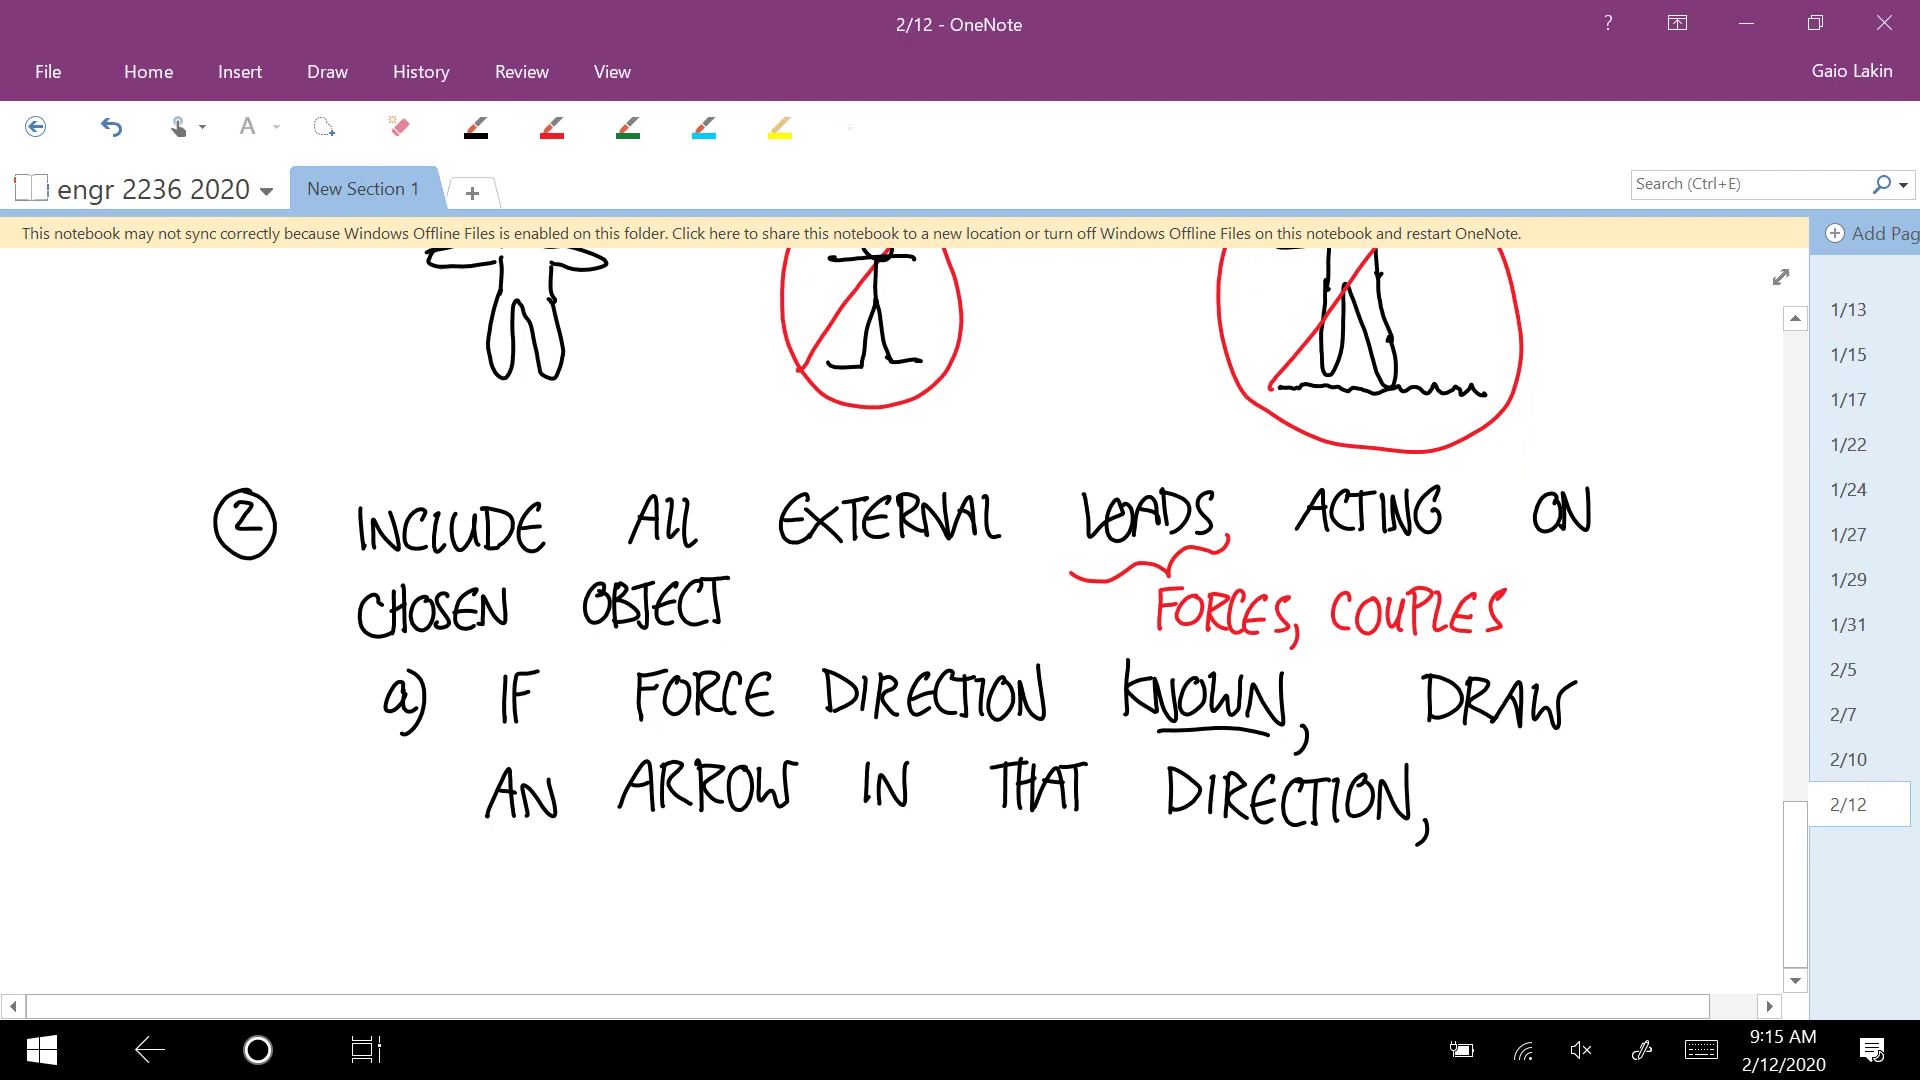 2/12 - OneNote
?
File Home Insert Draw History Review View
Gaio Lakin
A
engr 2236 2020
New Section 1
+
Search (Ctrl+E)
This notebook may not sync correctly because Windows Offline Files is enabled on this folder. Click here to share this notebook to a new location or turn off Windows Offline Files on this notebook and restart OneNote.
Add Pag
1/13
1/15
1/17
1/22
1/24
1/27
1/29
1/31
2/5
2/7
2/10
2/12
2 INCLUDE ALL EXTERNAL LOADS ACTING ON
CHOSEN OBJECT
FORCES, COUPLES
a) IF FORCE DIRECTION KNOWN, DRAW
AN ARROW IN THAT DIRECTION,
9:15 AM
2/12/2020